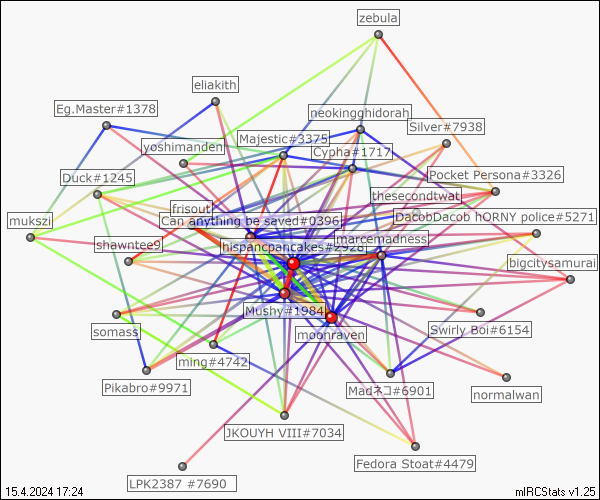 zebula
eliakith
Eg.Master#1378
neokingghidorah
Silver#7938
Majestic#3375
yoshimanden
Cypha#1717
Pocket Persona#3326
Duck#1245
thesecondtwat
frisout
DacobDacob hORNY police#5271
mukszi
Can anything be saved#0396
marcemadness
shawntee9
hispancpancakes#2928
bigcitysamurai
Mushy#1984
somass
Swirly Boi#6154
moonraven
ming#4742
Pikabro#9971
Madネコ#6901
normalwan
JKOUYH VIII#7034
Fedora Stoat#4479
LPK2387 #7690
15.4.2024 17:24
mIRCStats v1.25